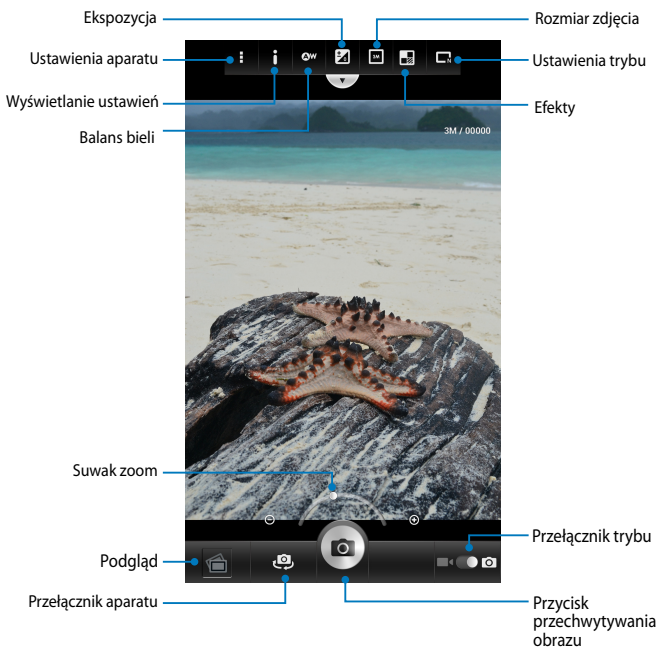 Ekspozycja
Rozmiar zdjęcia
Ustawienia aparatu
Ustawienia trybu
Wyświetlanie ustawień
Efekty
Balans bieli
3M / 00000
Suwak zoom
Przełącznik trybu
Podgląd
Przełącznik aparatu
Przycisk
przechwytywania
obrazu